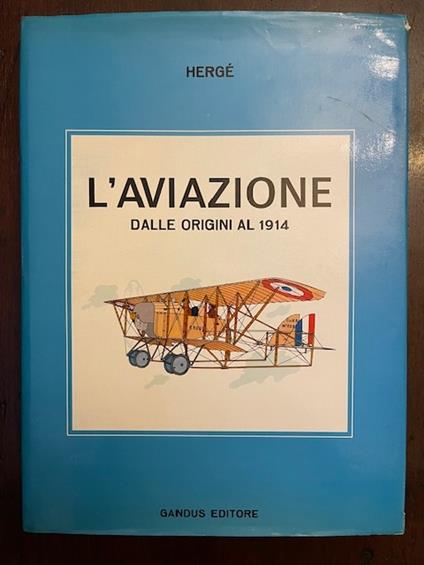 HERGÉ
L'AVIAZIONE
DALLE ORIGINI AL 1914
GANDUS EDITORE